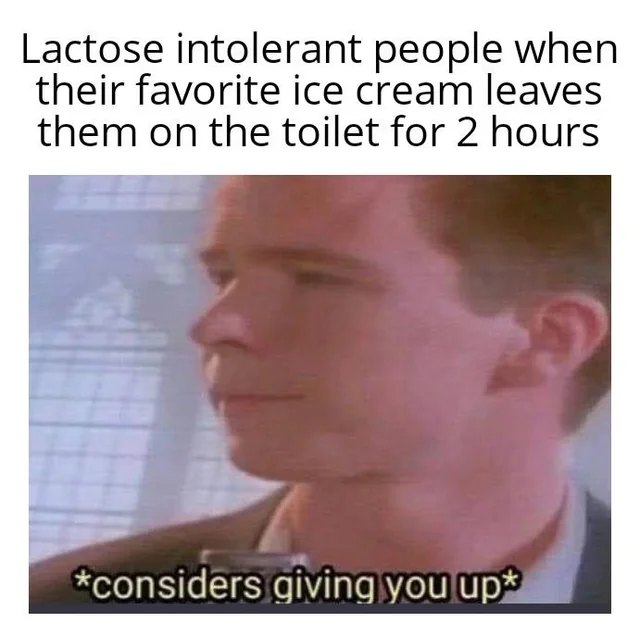 Lactose intolerant people when
their favorite ice cream leaves
them on the toilet for 2 hours
*considers giving you up*